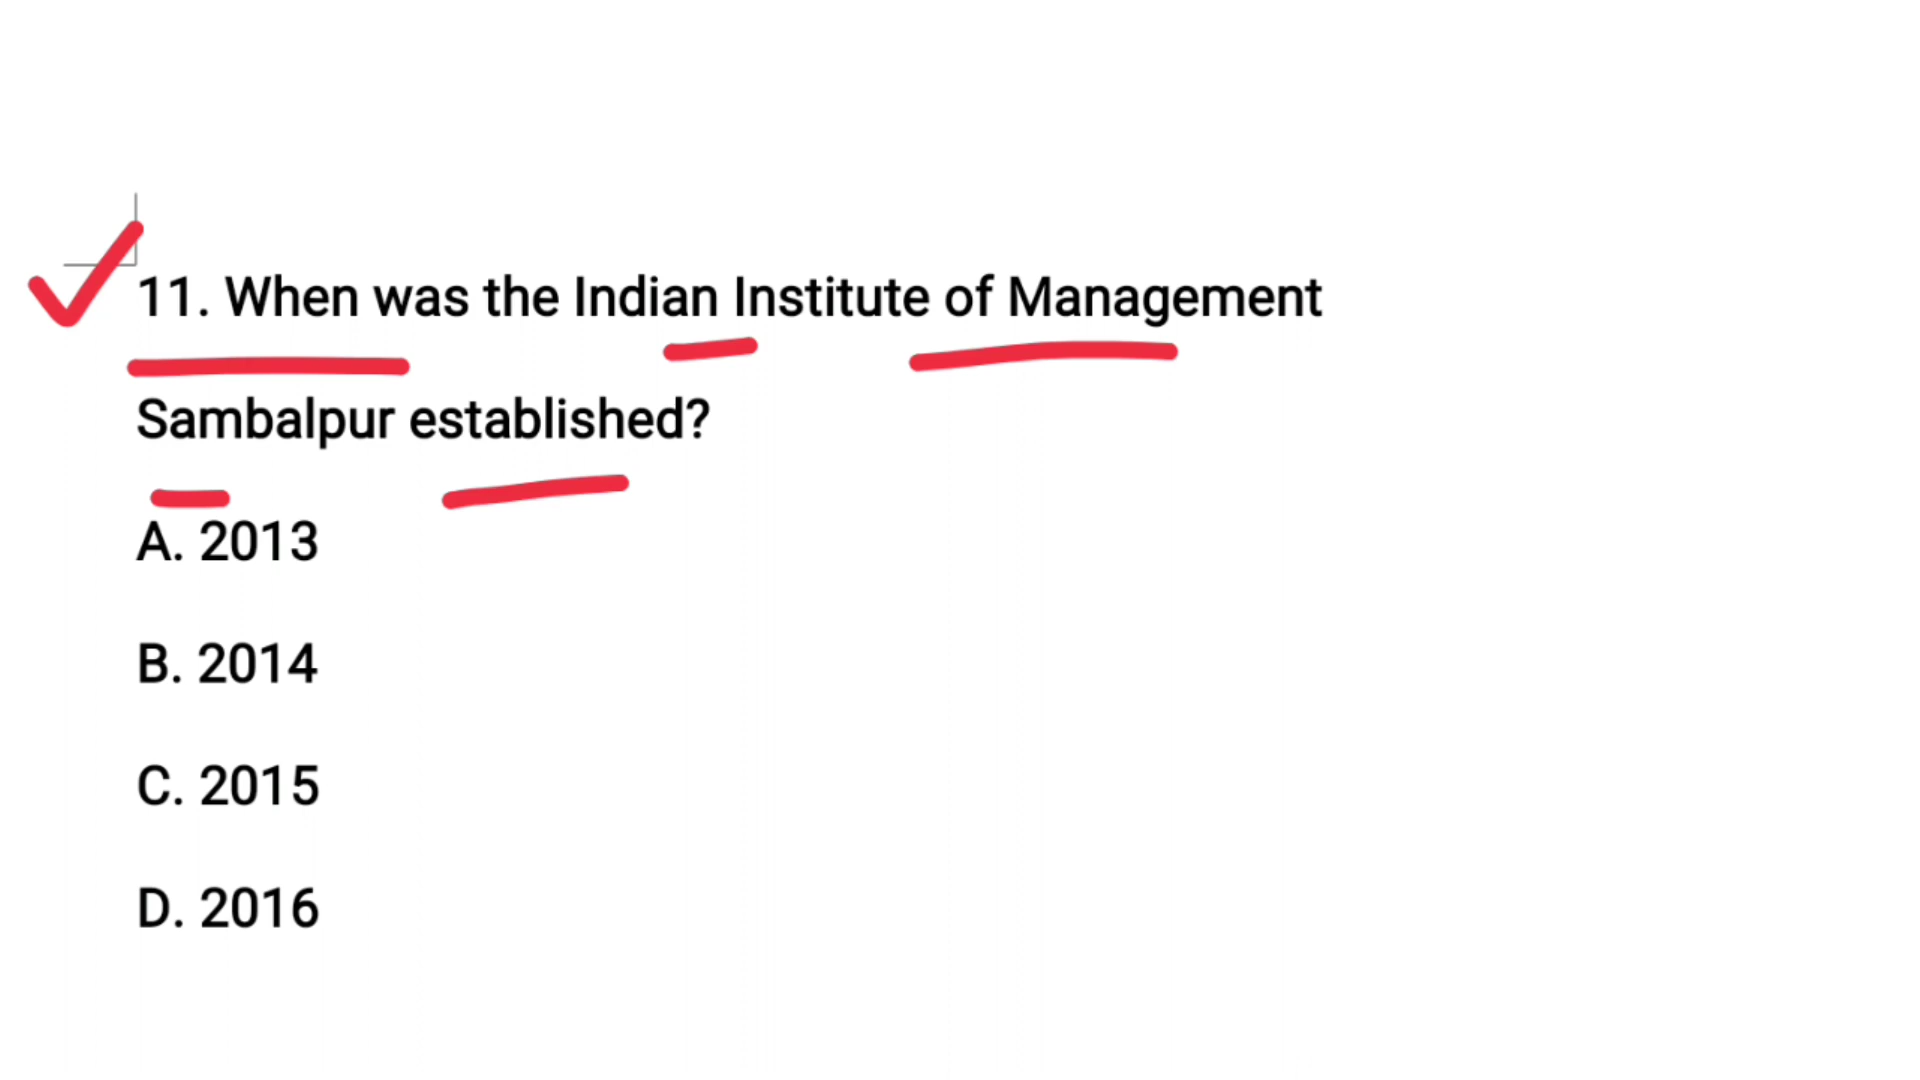 11. When was the Indian Institute of Management
Sambalpur established?
A. 2013
B. 2014
C. 2015
D. 2016